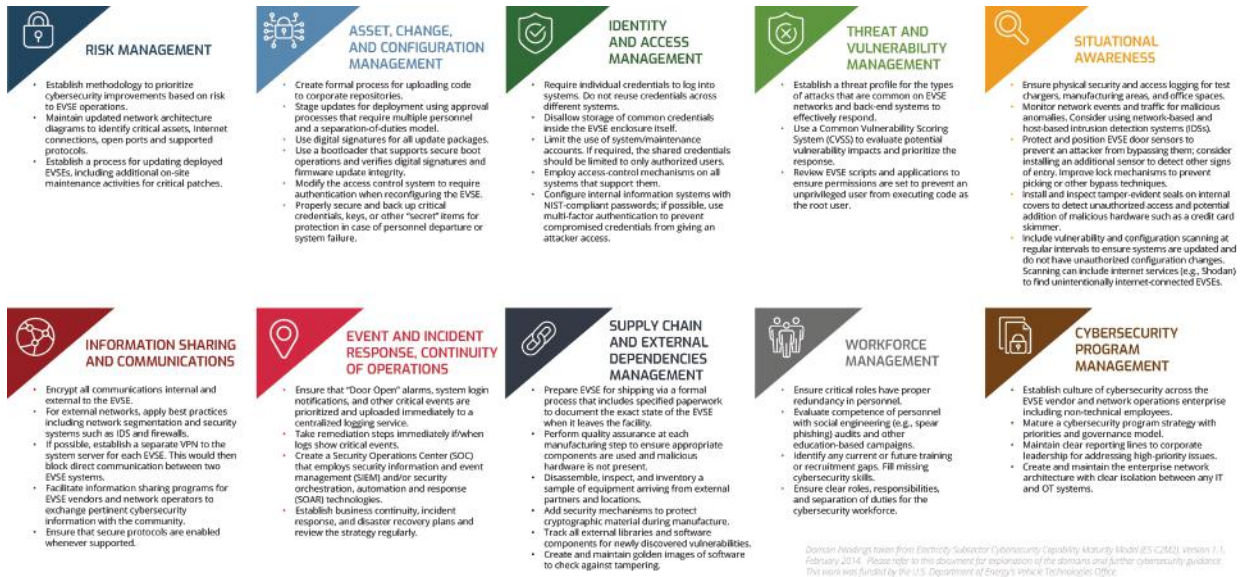 RISK MANAGEMENT
• Establish methodology to prioritize
cybersecurity improvements based on risk
to EVSE operations.
• Maintain updated network architecture
diagrams to identify critical assets, Internet
connections, open ports and supported
protocols.
• Establish a process for updating deployed
EVSEs, including additional on-site
maintenance activities for critical patches.
ASSET, CHANGE,
AND CONFIGURATION
MANAGEMENT
• Create formal process for uploading code
to corporate repositories.
• Stage updates for deployment using approval
processes that require multiple personnel
and a separation-of-duties model.
• Use digital signatures for all update packages.
• Use a bootloader that supports secure boot
operations and verifies digital signatures and
firmware update integrity.
• Modify the access control system to require
authentication when reconfiguring the EVSE.
• Properly secure and back up critical
credentials, keys, or other "secret" items for
protection in case of personnel departure or
system failure.
IDENTITY
AND ACCESS
MANAGEMENT
• Require individual credentials to log into
systems. Do not reuse credentials across
different systems.
• Disallow storage of common credentials
inside the EVSE enclosure itself.
• Limit the use of system/maintenance
accounts. If required, the shared credentials
should be limited to only authorized users.
• Employ access-control mechanisms on all
systems that support them.
• Configure internal information systems with
NIST-compliant passwords; if possible, use
multi-factor authentication to prevent
compromised credentials from giving an
attacker access.
THREAT AND
VULNERABILITY
MANAGEMENT
• Establish a threat profile for the types
of attacks that are common on EVSE
networks and back-end systems to
effectively respond.
• Use a Common Vulnerability Scoring
System (CVSS) to evaluate potential
vulnerability impacts and prioritize the
response.
• Review EVSE scripts and applications to
ensure permissions are set to prevent an
unprivileged user from executing code as
the root user.
SITUATIONAL
AWARENESS
• Ensure physical security and access logging for test
chargers, manufacturing areas, and office spaces.
• Monitor network events and traffic for malicious
anomalies. Consider using network-based and
host-based intrusion detection systems (IDSs).
• Protect and position EVSE door sensors to
prevent an attacker from bypassing them; consider
installing an additional sensor to detect other signs
of entry. Improve lock mechanisms to prevent
picking or other bypass techniques.
• Install and inspect tamper-evident seals on internal
covers to detect unauthorized access and potential
addition of malicious hardware such as a credit card
skimmer.
• Include vulnerability and configuration scanning at
regular intervals to ensure systems are updated and
do not have unauthorized configuration changes.
Scanning can include internet services (e.g., Shodan)
to find unintentionally internet-connected EVSEs.
INFORMATION SHARING
AND COMMUNICATIONS
• Encrypt all communications internal and
external to the EVSE.
• For external networks, apply best practices
including network segmentation and security
systems such as IDS and firewalls.
• If possible, establish a separate VPN to the
system server for each EVSE. This would then
block direct communication between two
EVSE systems.
• Facilitate information sharing programs for
EVSE vendors and network operators to
exchange pertinent cybersecurity
information with the community.
• Ensure that secure protocols are enabled
whenever supported.
EVENT AND INCIDENT
RESPONSE, CONTINUITY
OF OPERATIONS
• Ensure that "Door Open" alarms, system login
notifications, and other critical events are
prioritized and uploaded immediately to a
centralized logging service.
• Take remediation steps immediately if/when
logs show critical events.
• Create a Security Operations Center (SOC)
that employs security information and event
management (SIEM) and/or security
orchestration, automation and response
(SOAR) technologies.
• Establish business continuity, incident
response, and disaster recovery plans and
review the strategy regularly.
SUPPLY CHAIN
AND EXTERNAL
DEPENDENCIES
MANAGEMENT
• Prepare EVSE for shipping via a formal
process that includes specified paperwork
to document the exact state of the EVSE
when it leaves the facility.
• Perform quality assurance at each
manufacturing step to ensure appropriate
components are used and malicious
hardware is not present.
• Disassemble, inspect, and inventory a
sample of equipment arriving from external
partners and locations.
• Add security mechanisms to protect
cryptographic material during manufacture.
• Track all external libraries and software
components for newly discovered vulnerabilities.
• Create and maintain golden images of software
to check against tampering.
WORKFORCE
MANAGEMENT
• Ensure critical roles have proper
redundancy in personnel.
• Evaluate competence of personnel
with social engineering (e.g., spear
phishing) audits and other
education-based campaigns.
• Identify any current or future training
or recruitment gaps. Fill missing
cybersecurity skills.
• Ensure clear roles, responsibilities,
and separation of duties for the
cybersecurity workforce.
CYBERSECURITY
PROGRAM
MANAGEMENT
• Establish culture of cybersecurity across the
EVSE vendor and network operations enterprise
including non-technical employees.
• Mature a cybersecurity program strategy with
priorities and governance model.
• Maintain clear reporting lines to corporate
leadership for addressing high-priority issues.
• Create and maintain the enterprise network
architecture with clear isolation between any IT
and OT systems.
Domain headings taken from Electricity Subsector Cybersecurity Capability Maturity Model (ES-C2M2), Version 1.1,
February 2014. Please refer to this document for explanation of the domains and further cybersecurity guidance.
This work was funded by the U.S. Department of Energy's Vehicle Technologies Office.